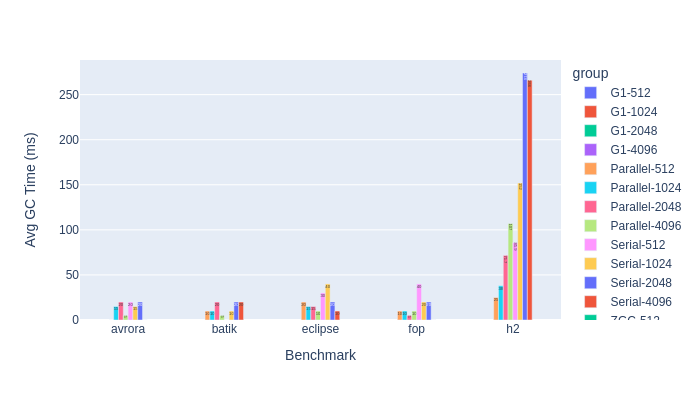 group
G1-512
G1-1024
G1-2048
G1-4096
Parallel-512
Parallel-1024
Parallel-2048
Parallel-4096
Serial-512
Serial-1024
Serial-2048
Serial-4096
ZGC-512
250
200
150
100
50
0
Avg GC Time (ms)
avrora batik eclipse fop h2
Benchmark